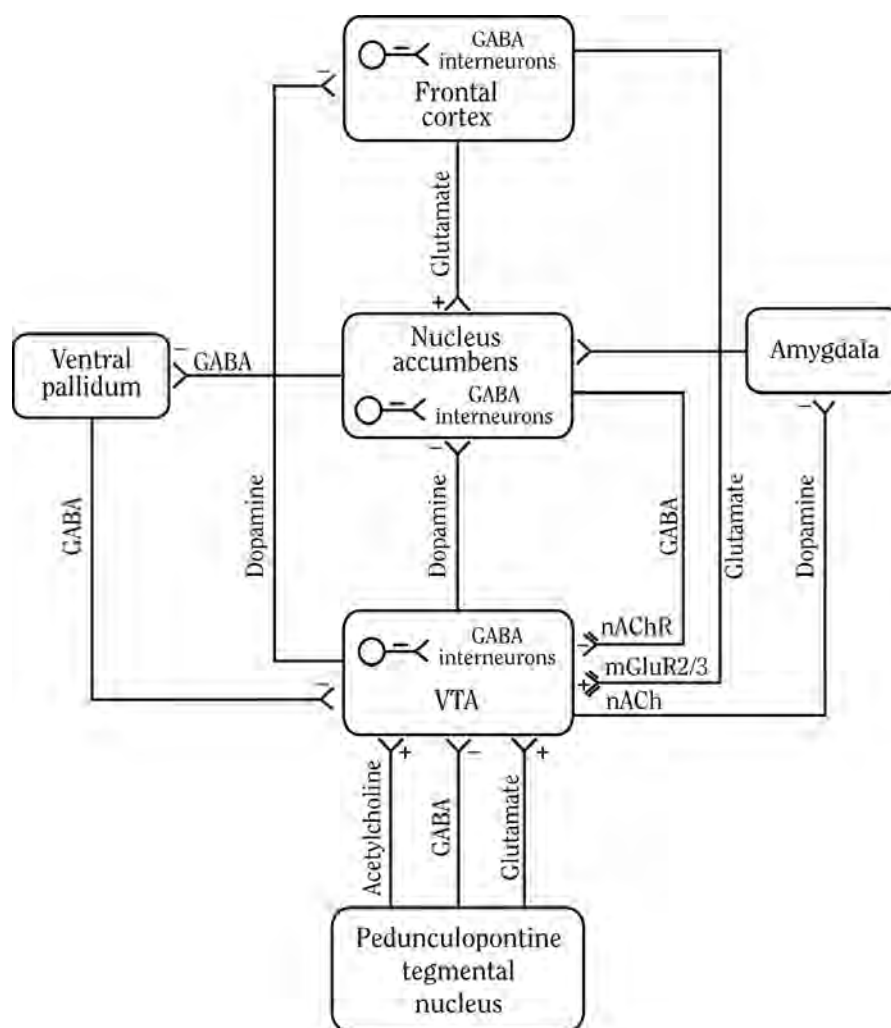 GABA
interneurons
Frontal
cortex
Glutamate
+
Nucleus
accumbens
GABA
interneurons
Ventral
pallidum
GABA
Amygdala
GABA
Dopamine
Dopamine
GABA
Glutamate
Dopamine
GABA
interneurons
VTA
nAChR
mGluR2/3
+
nACh
+
−
+
Acetylcholine
GABA
Glutamate
Pedunculopontine
tegmental
nucleus